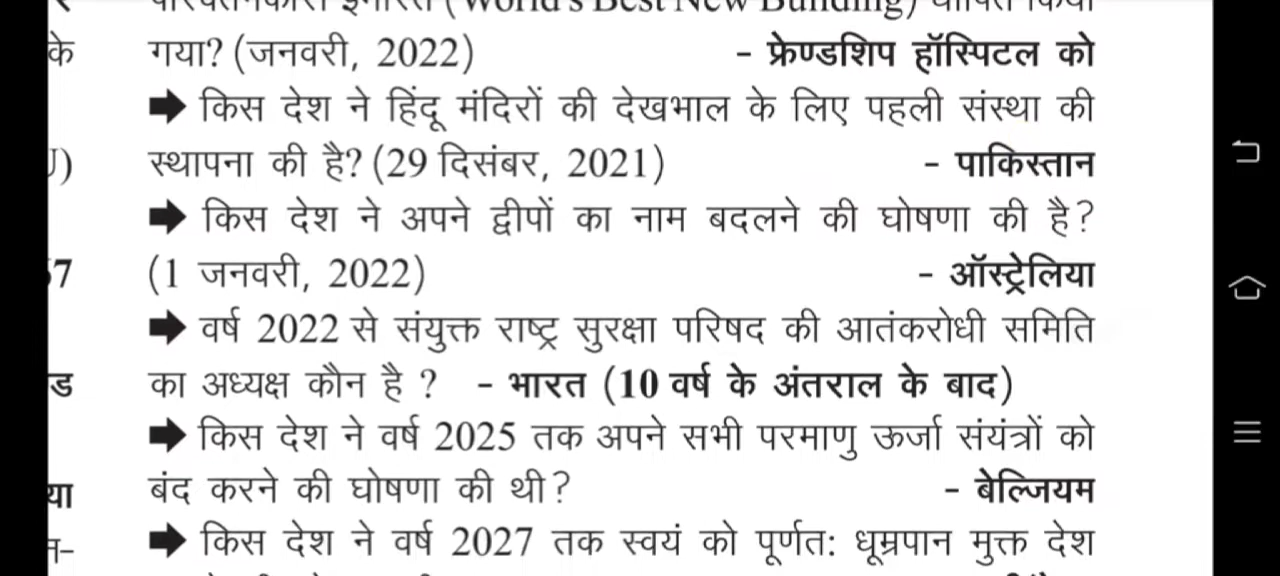 के
J)
7
ड
या
न-
गया? (जनवरी, 2022) - फ्रेण्डशिप हॉस्पिटल को
➡ किस देश ने हिंदू मंदिरों की देखभाल के लिए पहली संस्था की
स्थापना की है? (29 दिसंबर, 2021) - पाकिस्तान
➡ किस देश ने अपने द्वीपों का नाम बदलने की घोषणा की है?
(1 जनवरी, 2022) - ऑस्ट्रेलिया
➡ वर्ष 2022 से संयुक्त राष्ट्र सुरक्षा परिषद की आतंकरोधी समिति
का अध्यक्ष कौन है ? - भारत (10 वर्ष के अंतराल के बाद)
➡ किस देश ने वर्ष 2025 तक अपने सभी परमाणु ऊर्जा संयंत्रों को
बंद करने की घोषणा की थी? - बेल्जियम
➡ किस देश ने वर्ष 2027 तक स्वयं को पूर्णत: धूम्रपान मुक्त देश